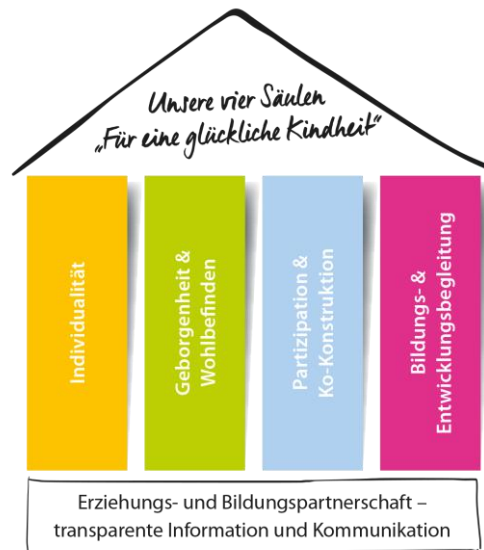 Unsere vier Säulen
„Für eine glückliche Kindheit“
Individualität
Geborgenheit &
Wohlbefinden
Partizipation &
Ko-Konstruktion
Bildungs- &
Entwicklungsbegleitung
Erziehungs- und Bildungspartnerschaft –
transparente Information und Kommunikation